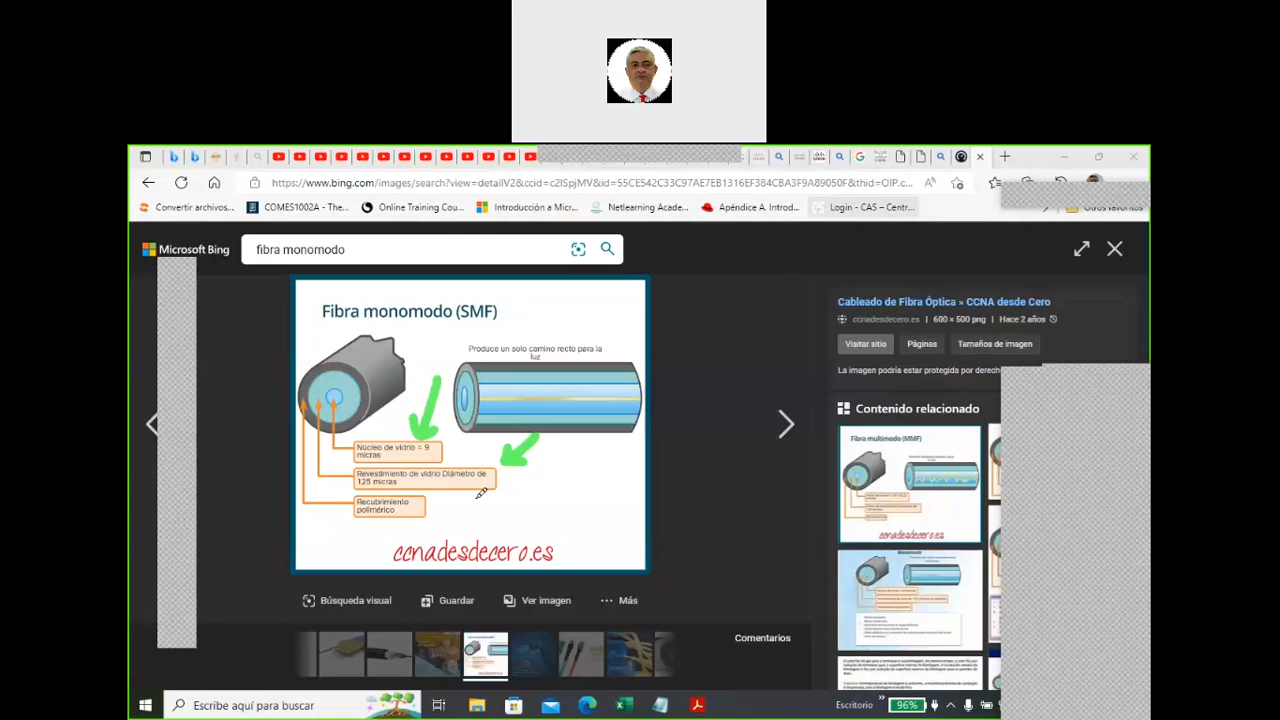 https://www.bing.com/images/search?view=detailV2&ccid=c2ISpjMV&id=55CE542C33C97AE7EB1316EF384CBA3F9A89050F&thid=OIP.c...
Convertir archivos...
COMES1002A - The...
Online Training Cou...
Introducción a Micr...
Netlearning Acade...
Apéndice A. Introd...
Login - CAS – Centr...
Otros favoritos
Microsoft Bing
fibra monomodo
Fibra monomodo (SMF)
Produce un solo camino recto para la
luz
Núcleo de vidrio = 9
micras
Revestimiento de vidrio Diámetro de
125 micras
Recubrimiento
polimérico
ccnadesdecero.es
Búsqueda visual
Guardar
Ver imagen
Más
Comentarios
Cableado de Fibra Óptica » CCNA desde Cero
ccnadesdecero.es | 600 × 500 png | Hace 2 años
Visitar sitio
Páginas
Tamaños de imagen
La imagen podría estar protegida por derech
Contenido relacionado
Fibra multimodo (MMF)
ccnadesdecero.es
Monomodo
Escribe aquí para buscar
Escritorio
96%